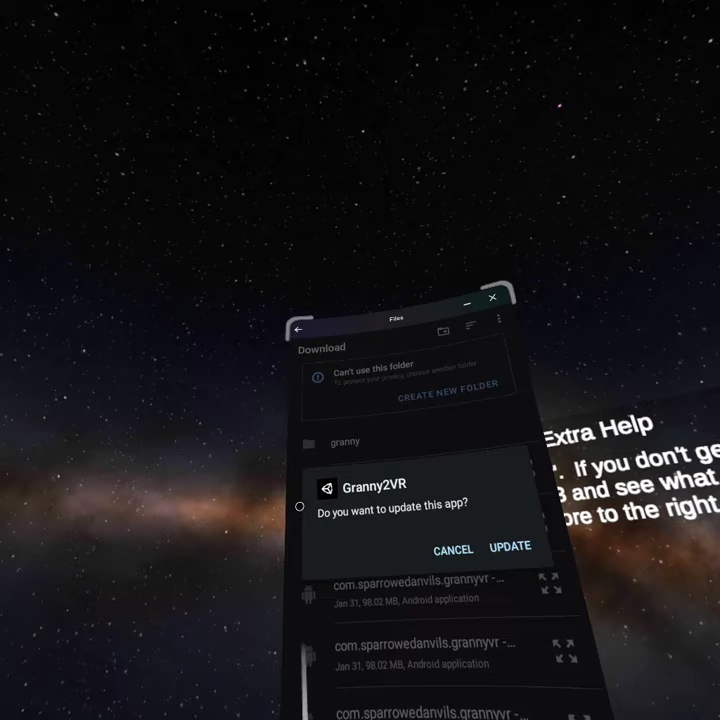 Files
Download
Can't use this folder
To protect your privacy, choose another folder
CREATE NEW FOLDER
granny
Granny2VR
Do you want to update this app?
CANCEL
UPDATE
com.sparrowedanvils.grannyvr -...
Jan 31, 98.02 MB, Android application
com.sparrowedanvils.grannyvr -...
Jan 31, 98.02 MB, Android application
com.sparrowedanvils.grannyvr -...
Extra Help
If you don't ge
and see what
ore to the right